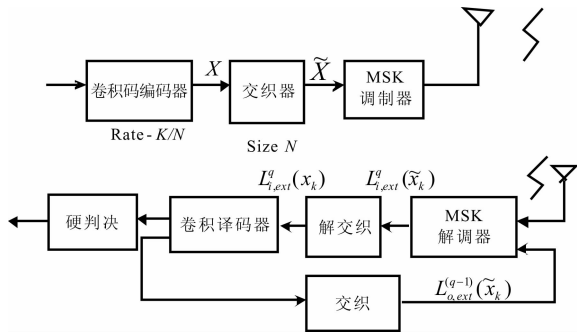 卷积码编码器
X
交织器
X̃
MSK
调制器
Rate - K/N
Size N
L^q_{i,ext}(x_k)
L^q_{i,ext}(x̃_k)
硬判决
卷积译码器
解交织
MSK
解调器
交织
L^{(q-1)}_{o,ext}(x̃_k)